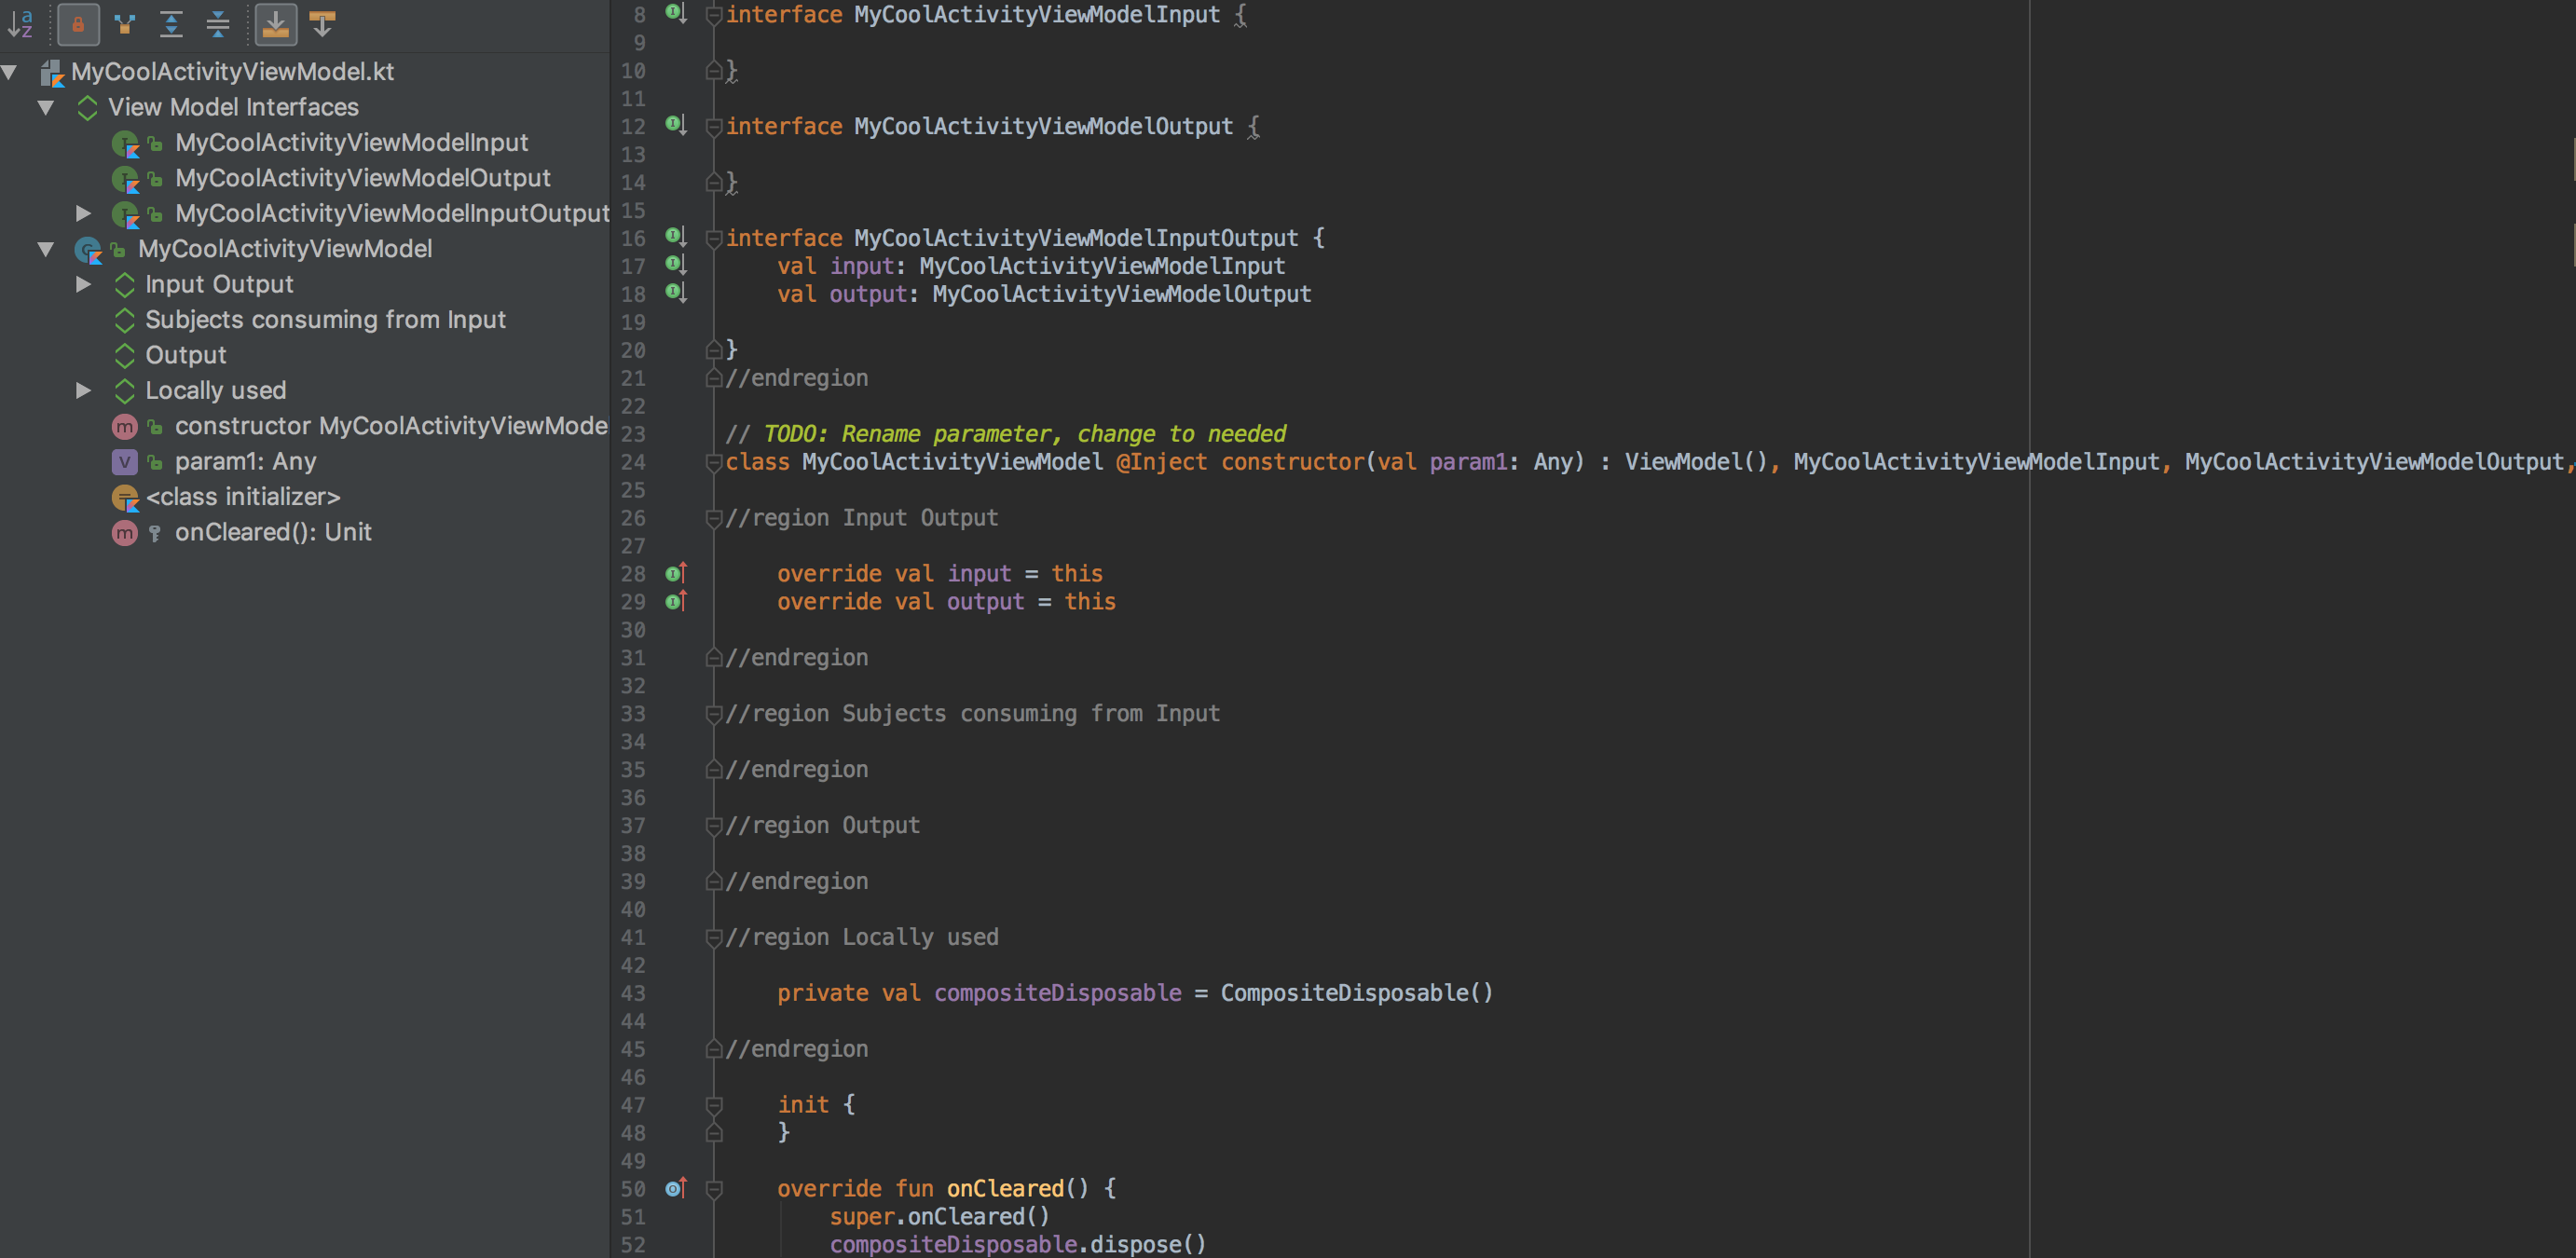 MyCoolActivityViewModel.kt
View Model Interfaces
MyCoolActivityViewModelInput
MyCoolActivityViewModelOutput
MyCoolActivityViewModelInputOutput
MyCoolActivityViewModel
Input Output
Subjects consuming from Input
Output
Locally used
constructor MyCoolActivityViewMode
param1: Any
<class initializer>
onCleared(): Unit
8 interface MyCoolActivityViewModelInput {
9
10 }
11
12 interface MyCoolActivityViewModelOutput {
13
14 }
15
16 interface MyCoolActivityViewModelInputOutput {
17 val input: MyCoolActivityViewModelInput
18 val output: MyCoolActivityViewModelOutput
19
20 }
21 //endregion
22
23 // TODO: Rename parameter, change to needed
24 class MyCoolActivityViewModel @Inject constructor(val param1: Any) : ViewModel(), MyCoolActivityViewModelInput, MyCoolActivityViewModelOutput,
25
26 //region Input Output
27
28 override val input = this
29 override val output = this
30
31 //endregion
32
33 //region Subjects consuming from Input
34
35 //endregion
36
37 //region Output
38
39 //endregion
40
41 //region Locally used
42
43 private val compositeDisposable = CompositeDisposable()
44
45 //endregion
46
47 init {
48 }
49
50 override fun onCleared() {
51 super.onCleared()
52 compositeDisposable.dispose()